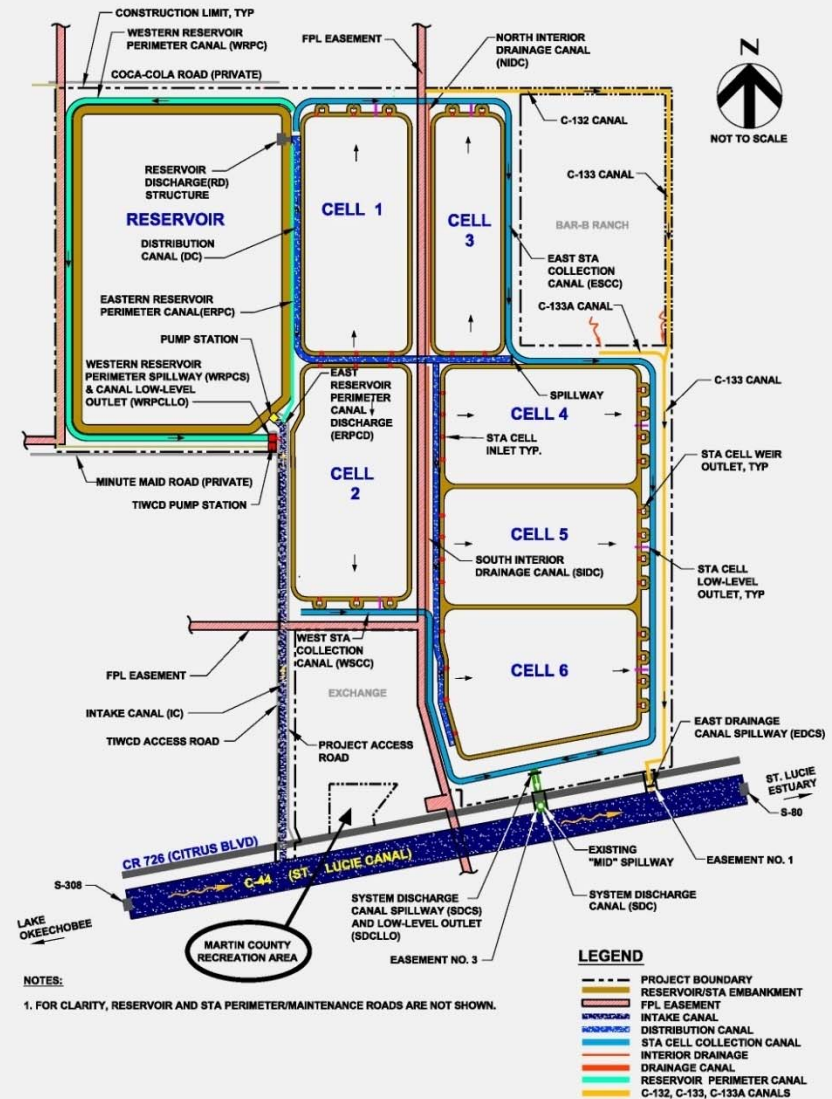 CONSTRUCTION LIMIT, TYP
WESTERN RESERVOIR
PERIMETER CANAL (WRPC)
COCA-COLA ROAD (PRIVATE)
FPL EASEMENT
NORTH INTERIOR
DRAINAGE CANAL
(NIDC)
N
NOT TO SCALE
C-132 CANAL
C-133 CANAL
RESERVOIR
DISCHARGE(RD)
STRUCTURE
RESERVOIR
CELL 1
CELL
3
BAR-B RANCH
DISTRIBUTION
CANAL (DC)
EAST STA
COLLECTION
CANAL (ESCC)
EASTERN RESERVOIR
PERIMETER CANAL(ERPC)
C-133A CANAL
PUMP STATION
WESTERN RESERVOIR
PERIMETER SPILLWAY (WRPCS)
& CANAL LOW-LEVEL
OUTLET (WRPCLLO)
EAST
RESERVOIR
PERIMETER
CANAL
DISCHARGE
(ERPCD)
SPILLWAY
C-133 CANAL
CELL 4
STA CELL
INLET TYP.
STA CELL WEIR
OUTLET, TYP
MINUTE MAID ROAD (PRIVATE)
TIWCD PUMP STATION
CELL
2
CELL 5
SOUTH INTERIOR
DRAINAGE CANAL (SIDC)
STA CELL
LOW-LEVEL
OUTLET, TYP
WEST STA
COLLECTION
CANAL (WSCC)
FPL EASEMENT
EXCHANGE
CELL 6
INTAKE CANAL (IC)
TIWCD ACCESS ROAD
PROJECT ACCESS
ROAD
EAST DRAINAGE
CANAL SPILLWAY (EDCS)
ST. LUCIE
ESTUARY
S-80
CR 726 (CITRUS BLVD)
C-44 (ST. LUCIE CANAL)
EXISTING
"MID" SPILLWAY
EASEMENT NO. 1
S-308
LAKE
OKEECHOBEE
SYSTEM DISCHARGE
CANAL SPILLWAY (SDCS)
AND LOW-LEVEL OUTLET
(SDCLLO)
SYSTEM DISCHARGE
CANAL (SDC)
MARTIN COUNTY
RECREATION AREA
EASEMENT NO. 3
NOTES:
1. FOR CLARITY, RESERVOIR AND STA PERIMETER/MAINTENANCE ROADS ARE NOT SHOWN.
LEGEND
PROJECT BOUNDARY
RESERVOIR/STA EMBANKMENT
FPL EASEMENT
INTAKE CANAL
DISTRIBUTION CANAL
STA CELL COLLECTION CANAL
INTERIOR DRAINAGE
DRAINAGE CANAL
RESERVOIR PERIMETER CANAL
C-132, C-133, C-133A CANALS